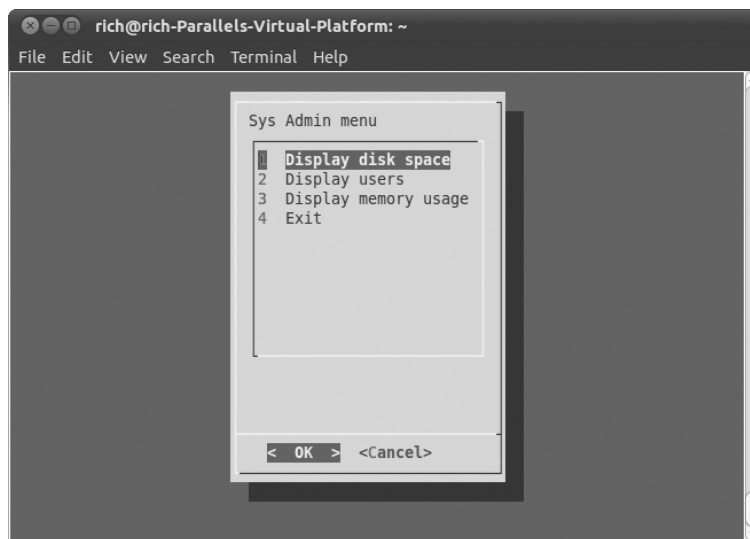 rich@rich-Parallels-Virtual-Platform: ~
File Edit View Search Terminal Help
Sys Admin menu
1 Display disk space
2 Display users
3 Display memory usage
4 Exit
< OK > <Cancel>